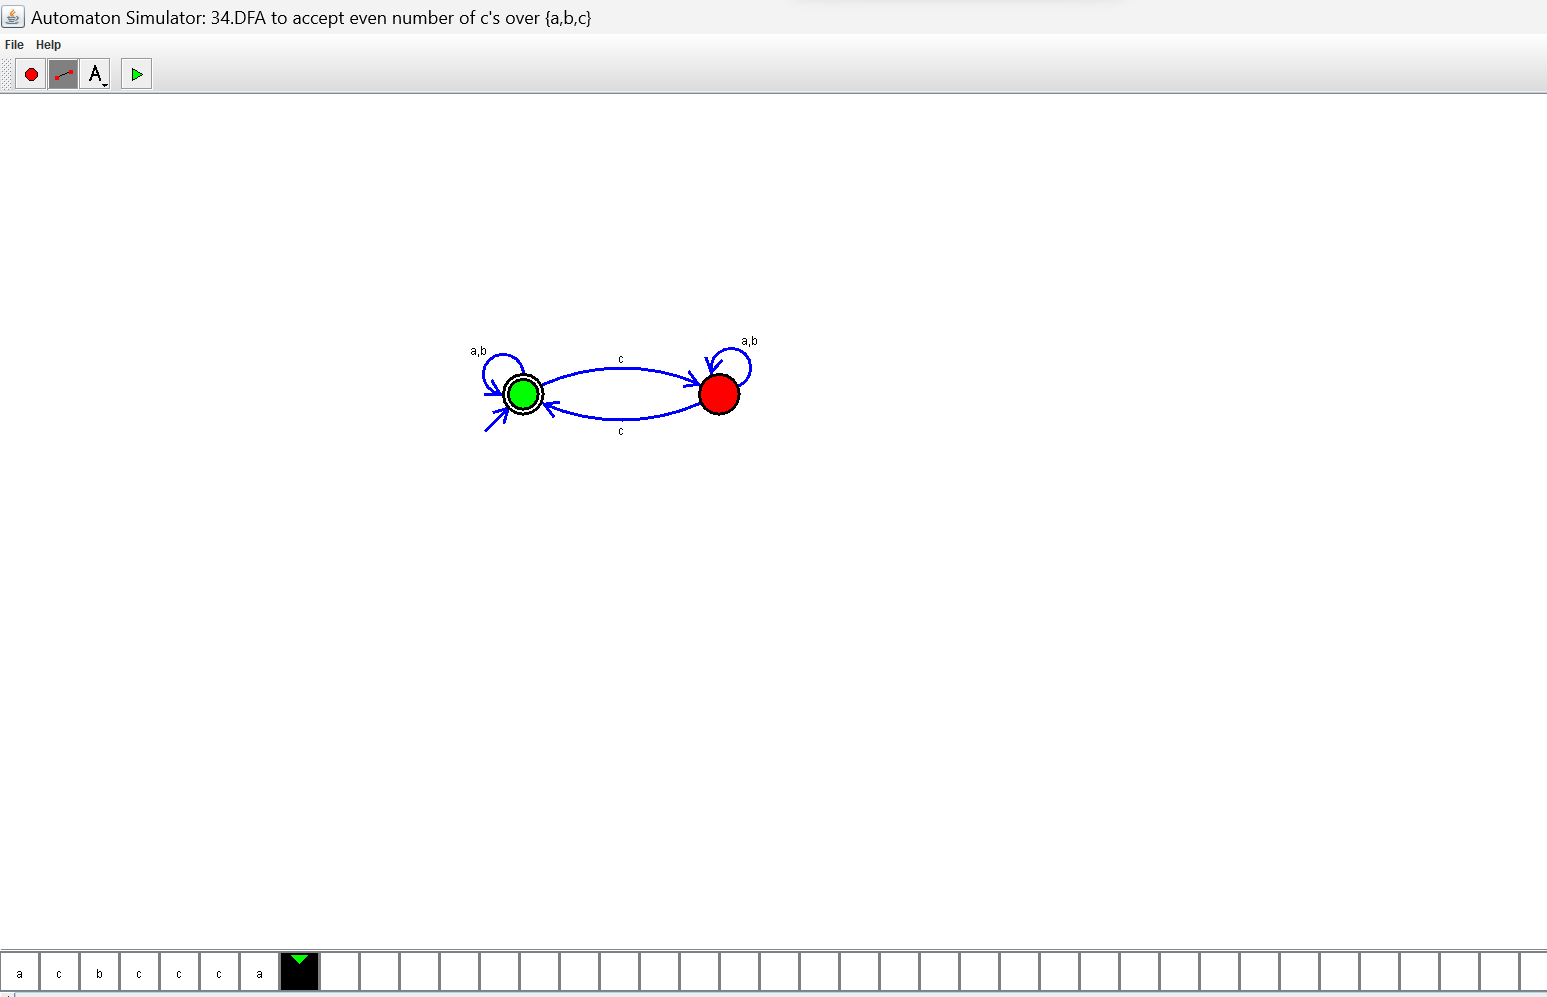 Automaton Simulator: 34.DFA to accept even number of c's over {a,b,c}
File Help
A
a,b
c
a,b
c
a c b c c c a